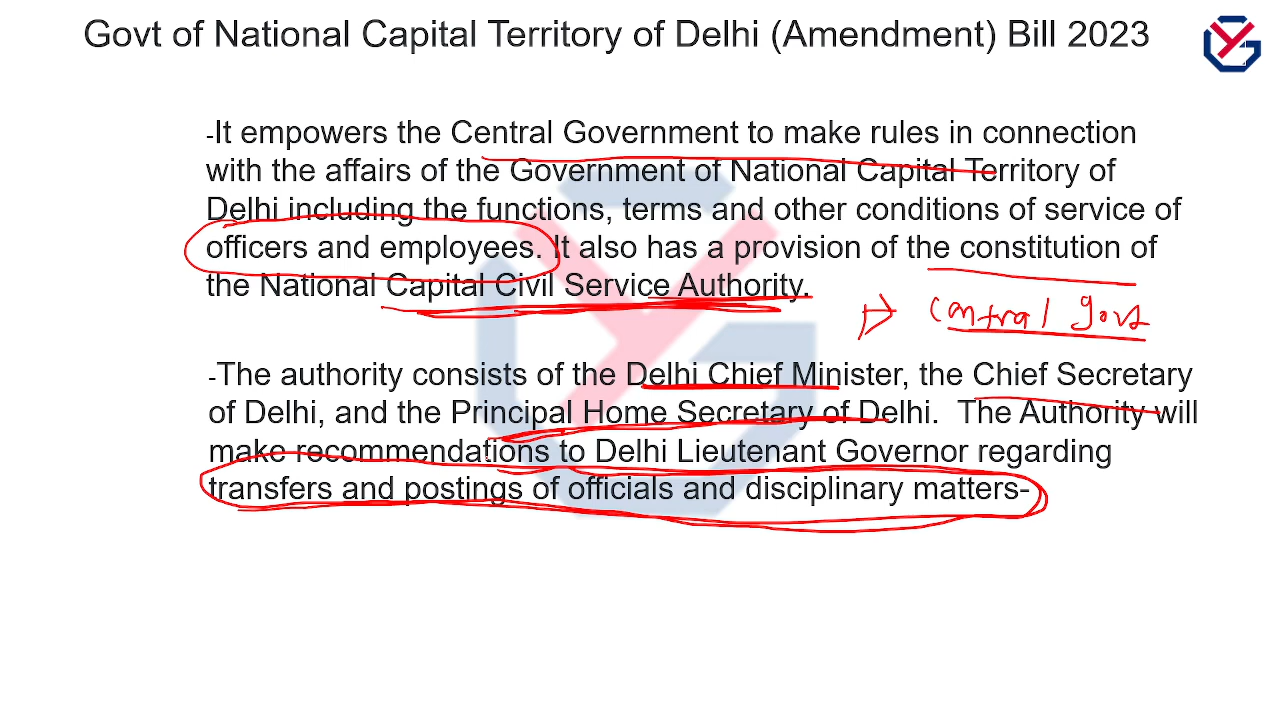 Govt of National Capital Territory of Delhi (Amendment) Bill 2023
-It empowers the Central Government to make rules in connection
with the affairs of the Government of National Capital Territory of
Delhi including the functions, terms and other conditions of service of
officers and employees. It also has a provision of the constitution of
the National Capital Civil Service Authority.
Central Govt
-The authority consists of the Delhi Chief Minister, the Chief Secretary
of Delhi, and the Principal Home Secretary of Delhi.  The Authority will
make recommendations to Delhi Lieutenant Governor regarding
transfers and postings of officials and disciplinary matters-